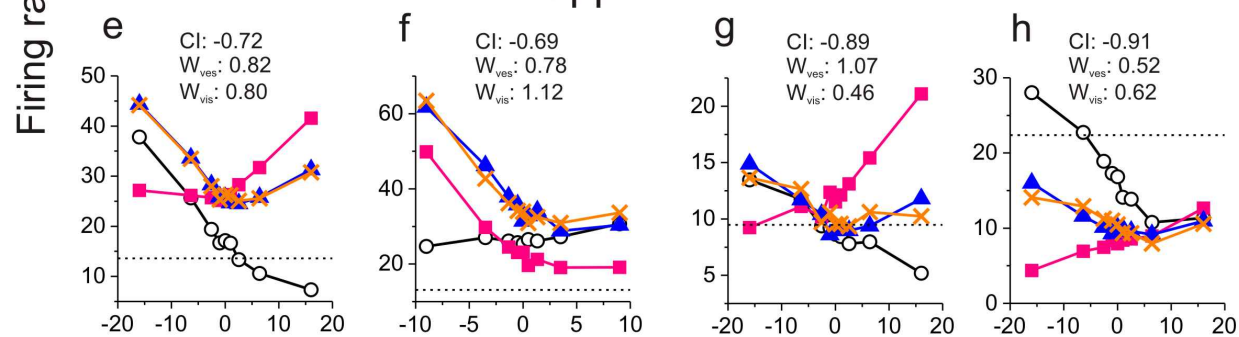 e
CI: -0.72
Wves: 0.82
Wvis: 0.80
50
40
30
20
10
-20 -10 0 10 20
f
CI: -0.69
Wves: 0.78
Wvis: 1.12
60
40
20
-10 -5 0 5 10
g
CI: -0.89
Wves: 1.07
Wvis: 0.46
20
15
10
5
-20 -10 0 10 20
h
CI: -0.91
Wves: 0.52
Wvis: 0.62
30
20
10
0
-20 -10 0 10 20
Firing